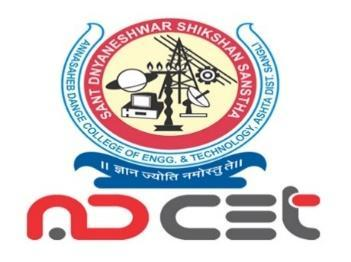 SANT DNYANESHWAR SHIKSHAN SANSTHA
ANNASAHEB DANGE COLLEGE OF ENGG. & TECHNOLOGY, ASHTA DIST. SANGLI
॥ ज्ञान ज्योति नमोस्तु ते॥
ADCET